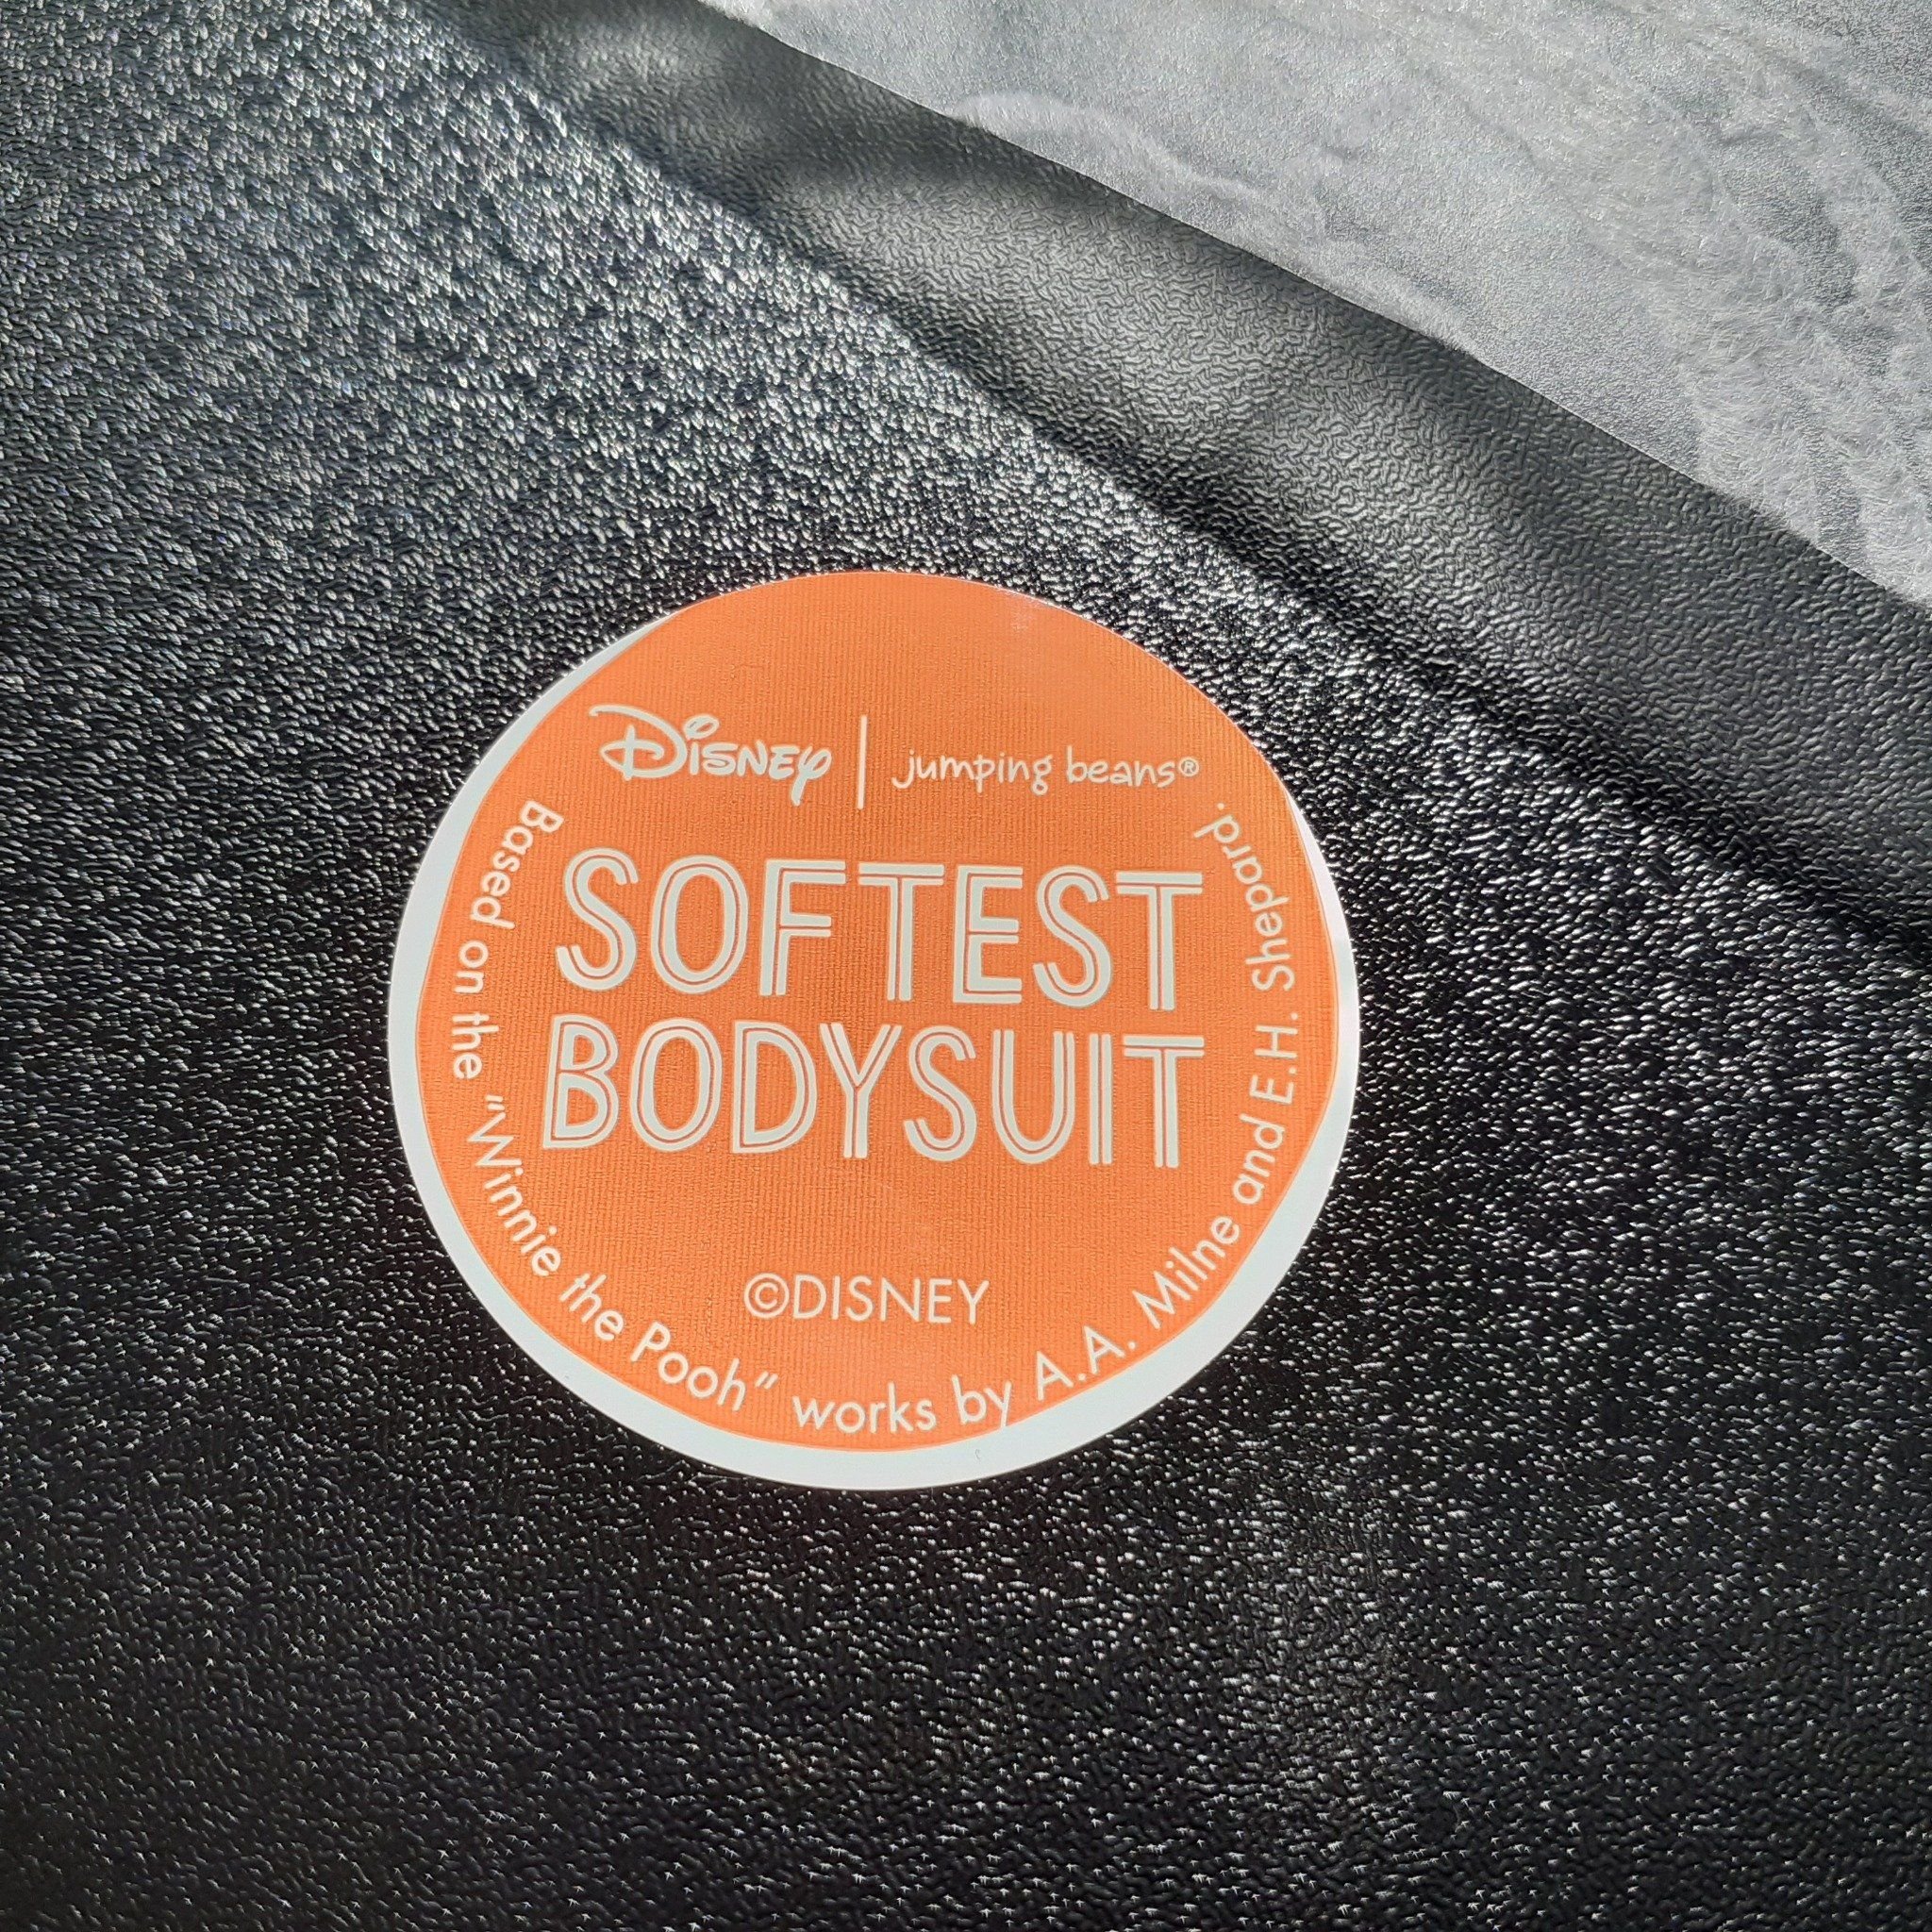 Disney | jumping beans®
SOFTEST
BODYSUIT
©DISNEY
Based on the "Winnie the Pooh" works by A.A. Milne and E.H. Shepard.